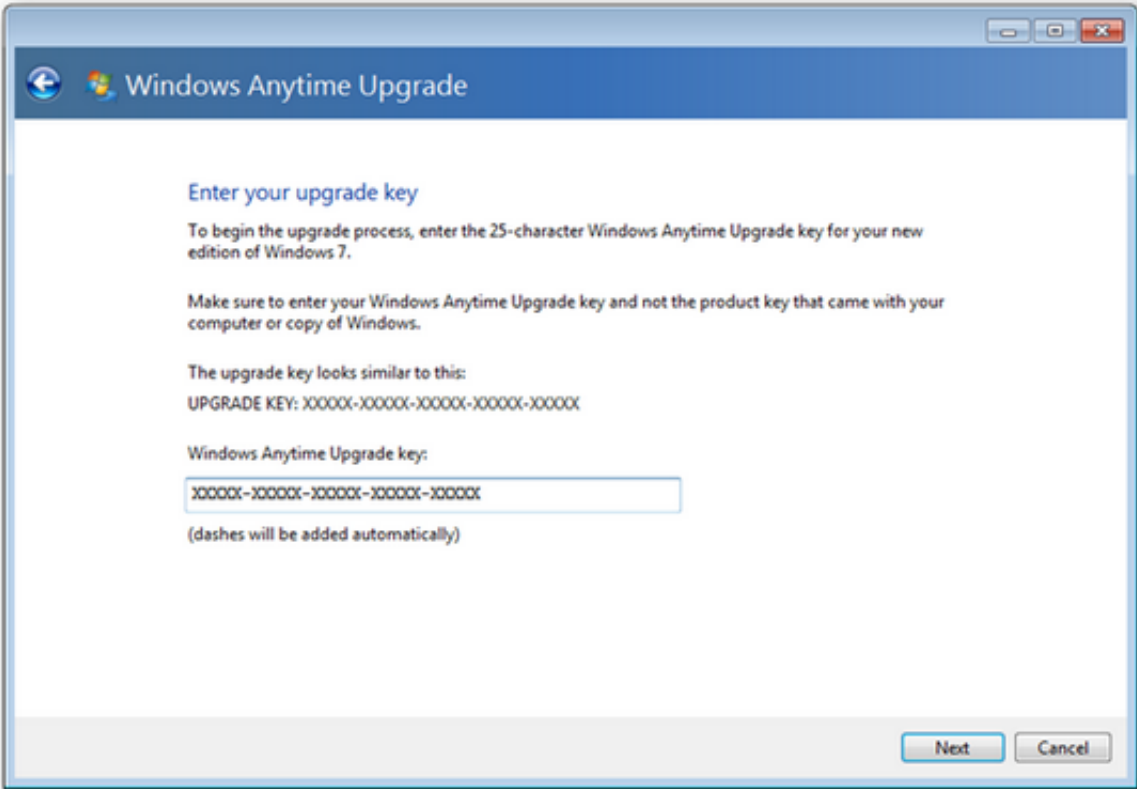 Windows Anytime Upgrade
Enter your upgrade key
To begin the upgrade process, enter the 25-character Windows Anytime Upgrade key for your new
edition of Windows 7.
Make sure to enter your Windows Anytime Upgrade key and not the product key that came with your
computer or copy of Windows.
The upgrade key looks similar to this:
UPGRADE KEY: XXXXX-XXXXX-XXXXX-XXXXX-XXXXX
Windows Anytime Upgrade key:
XXXXX-XXXXX-XXXXX-XXXXX-XXXXX
(dashes will be added automatically)
Next Cancel